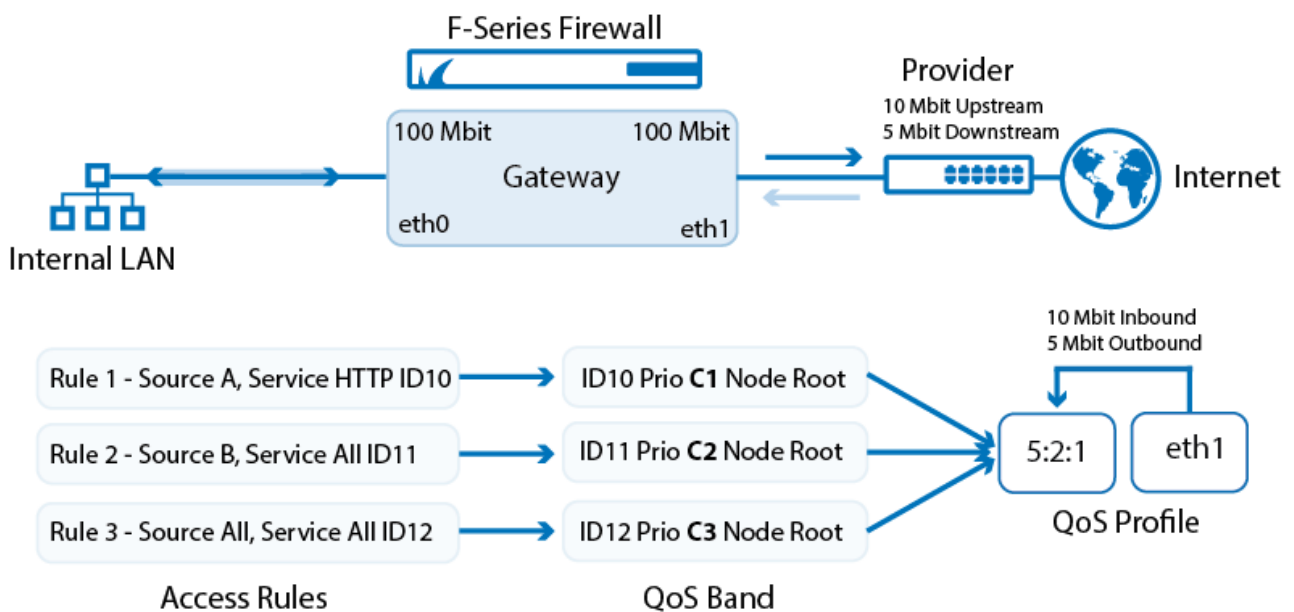 F-Series Firewall
Provider
10 Mbit Upstream
5 Mbit Downstream
100 Mbit
100 Mbit
Gateway
Internet
eth0
eth1
Internal LAN
10 Mbit Inbound
5 Mbit Outbound
Rule 1 - Source A, Service HTTP ID10
ID10 Prio C1 Node Root
Rule 2 - Source B, Service All ID11
ID11 Prio C2 Node Root
5:2:1
eth1
Rule 3 - Source All, Service All ID12
ID12 Prio C3 Node Root
QoS Profile
Access Rules
QoS Band